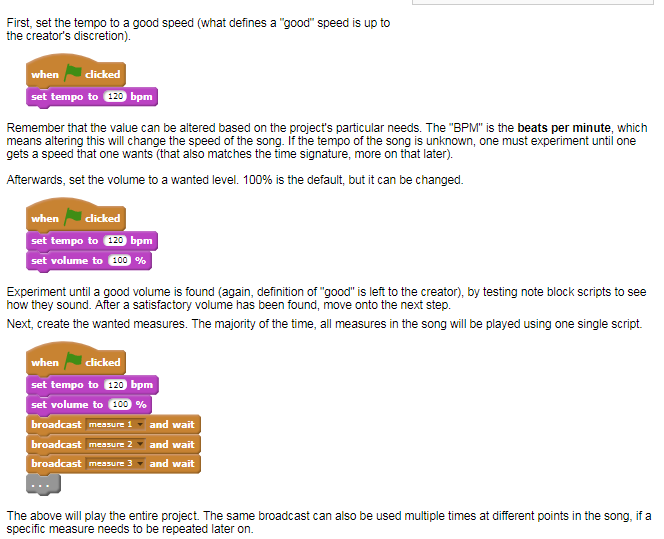 First, set the tempo to a good speed (what defines a "good" speed is up to
the creator's discretion).
when clicked
set tempo to 120 bpm
Remember that the value can be altered based on the project's particular needs. The "BPM" is the beats per minute, which
means altering this will change the speed of the song. If the tempo of the song is unknown, one must experiment until one
gets a speed that one wants (that also matches the time signature, more on that later).
Afterwards, set the volume to a wanted level. 100% is the default, but it can be changed.
when clicked
set tempo to 120 bpm
set volume to 100 %
Experiment until a good volume is found (again, definition of "good" is left to the creator), by testing note block scripts to see
how they sound. After a satisfactory volume has been found, move onto the next step.
Next, create the wanted measures. The majority of the time, all measures in the song will be played using one single script.
when clicked
set tempo to 120 bpm
set volume to 100 %
broadcast measure 1 and wait
broadcast measure 2 and wait
broadcast measure 3 and wait
...
The above will play the entire project. The same broadcast can also be used multiple times at different points in the song, if a
specific measure needs to be repeated later on.